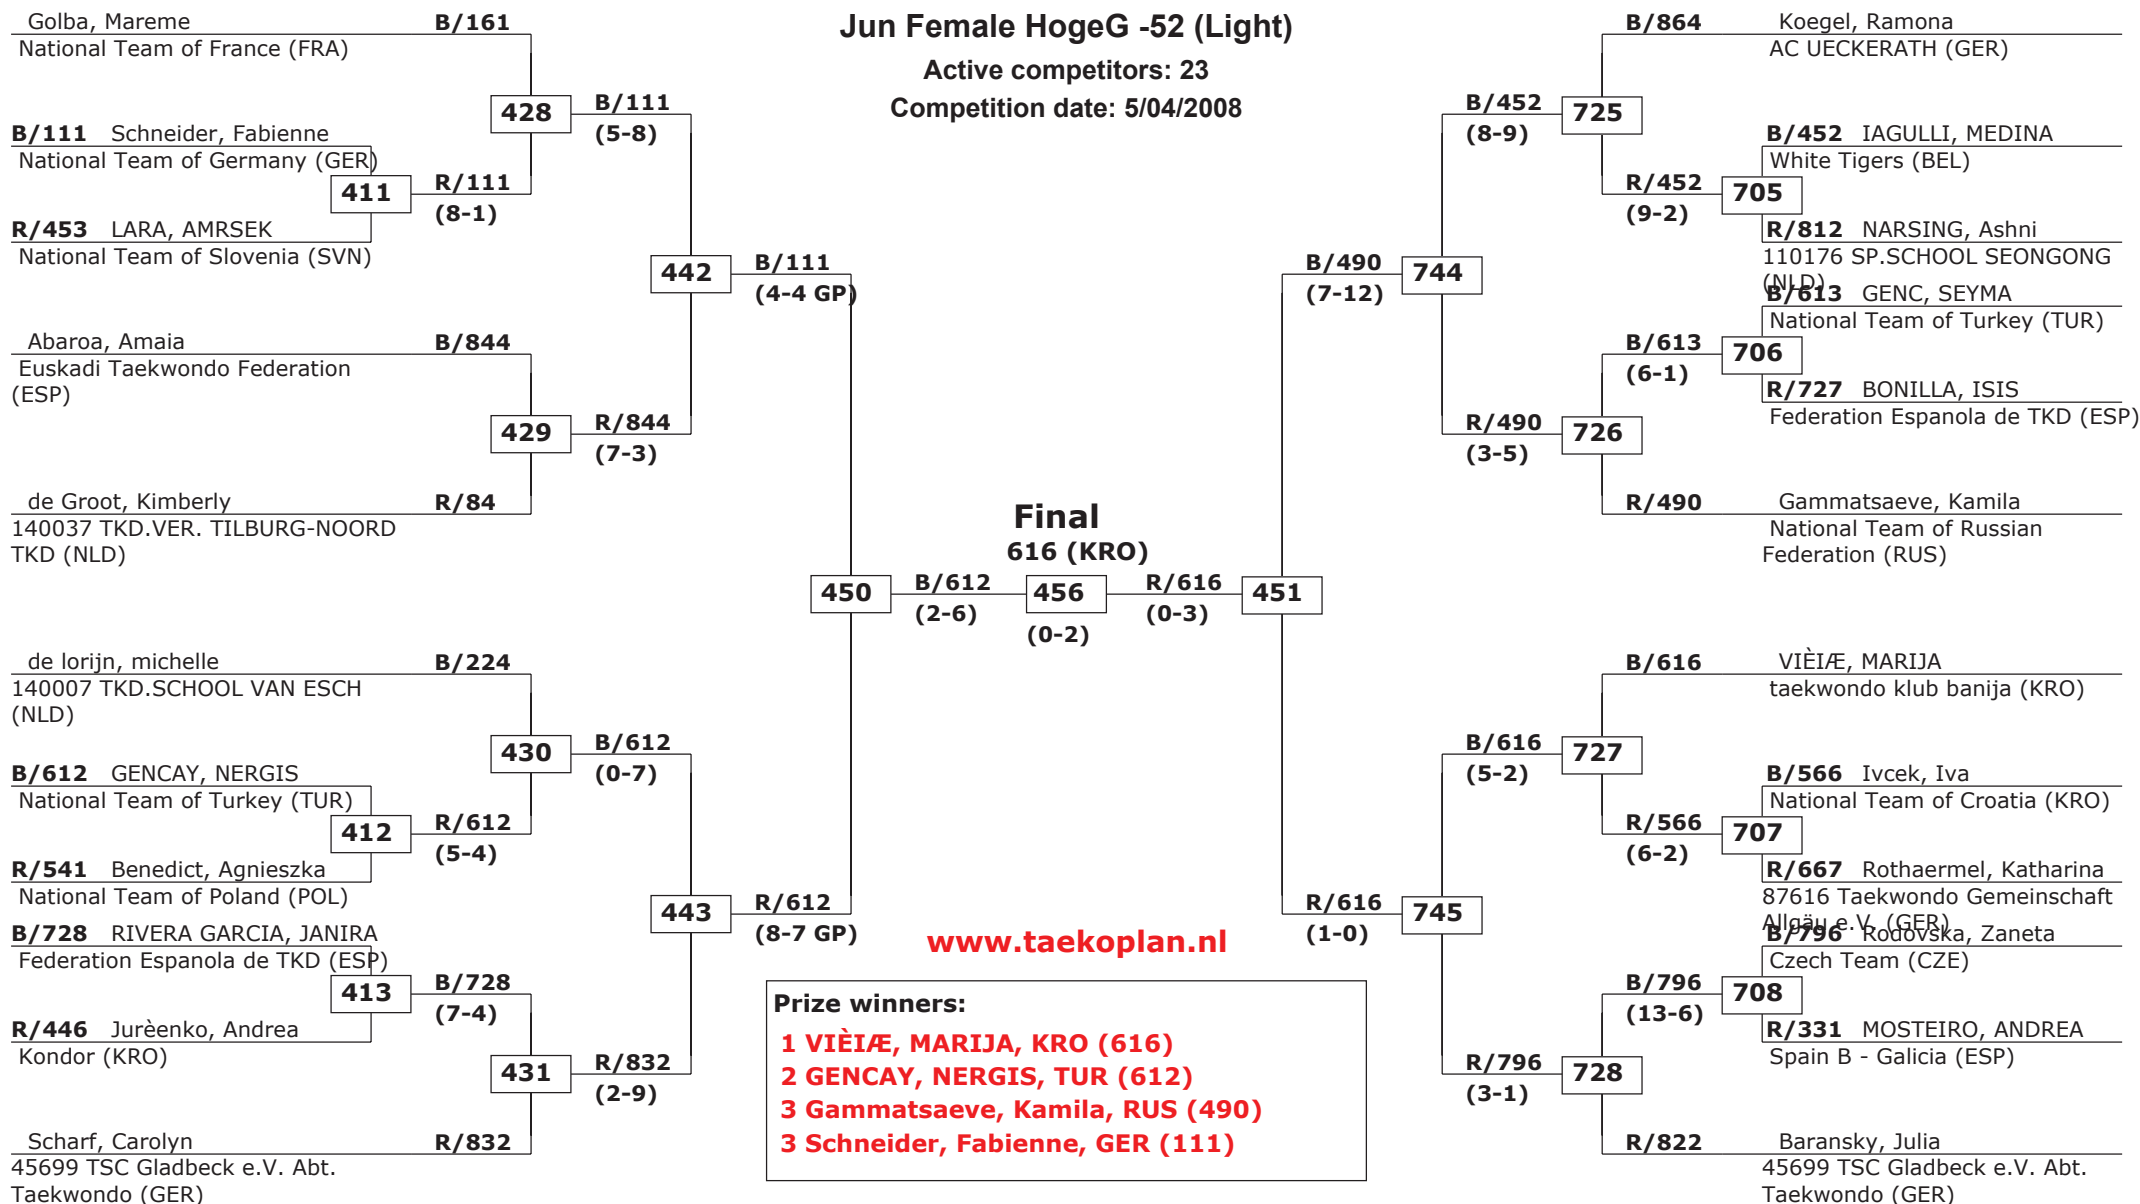 Jun Female HogeG -52 (Light)
Active competitors: 23
Competition date: 5/04/2008
Golba, Mareme B/161
National Team of France (FRA)
B/111 Schneider, Fabienne
National Team of Germany (GER)
R/453 LARA, AMRSEK
National Team of Slovenia (SVN)
Abaroa, Amaia B/844
Euskadi Taekwondo Federation
(ESP)
de Groot, Kimberly R/84
140037 TKD.VER. TILBURG-NOORD
TKD (NLD)
de lorijn, michelle B/224
140007 TKD.SCHOOL VAN ESCH
(NLD)
B/612 GENCAY, NERGIS
National Team of Turkey (TUR)
R/541 Benedict, Agnieszka
National Team of Poland (POL)
B/728 RIVERA GARCIA, JANIRA
Federation Espanola de TKD (ESP)
R/446 Jurèenko, Andrea
Kondor (KRO)
Scharf, Carolyn R/832
45699 TSC Gladbeck e.V. Abt.
Taekwondo (GER)
411
R/111
(8-1)
412
R/612
(5-4)
413
B/728
(7-4)
428
B/111
(5-8)
429
R/844
(7-3)
430
B/612
(0-7)
431
R/832
(2-9)
442
B/111
(4-4 GP)
443
R/612
(8-7 GP)
450
B/612
(2-6)
Final
616 (KRO)
456
(0-2)
R/616
(0-3)
451
B/490
(7-12)
744
R/616
(1-0)
745
B/452
(8-9)
725
R/490
(3-5)
726
B/616
(5-2)
727
R/796
(3-1)
728
R/452
(9-2)
705
B/613
(6-1)
706
R/566
(6-2)
707
B/796
(13-6)
708
B/864 Koegel, Ramona
AC UECKERATH (GER)
B/452 IAGULLI, MEDINA
White Tigers (BEL)
R/812 NARSING, Ashni
110176 SP.SCHOOL SEONGONG
(NLD)
B/613 GENC, SEYMA
National Team of Turkey (TUR)
R/727 BONILLA, ISIS
Federation Espanola de TKD (ESP)
R/490 Gammatsaeve, Kamila
National Team of Russian
Federation (RUS)
B/616 VIÈIÆ, MARIJA
taekwondo klub banija (KRO)
B/566 Ivcek, Iva
National Team of Croatia (KRO)
R/667 Rothaermel, Katharina
87616 Taekwondo Gemeinschaft
Allgäu e.V. (GER)
B/796 Rodovska, Zaneta
Czech Team (CZE)
R/331 MOSTEIRO, ANDREA
Spain B - Galicia (ESP)
R/822 Baransky, Julia
45699 TSC Gladbeck e.V. Abt.
Taekwondo (GER)
www.taekoplan.nl
Prize winners:
1 VIÈIÆ, MARIJA, KRO (616)
2 GENCAY, NERGIS, TUR (612)
3 Gammatsaeve, Kamila, RUS (490)
3 Schneider, Fabienne, GER (111)